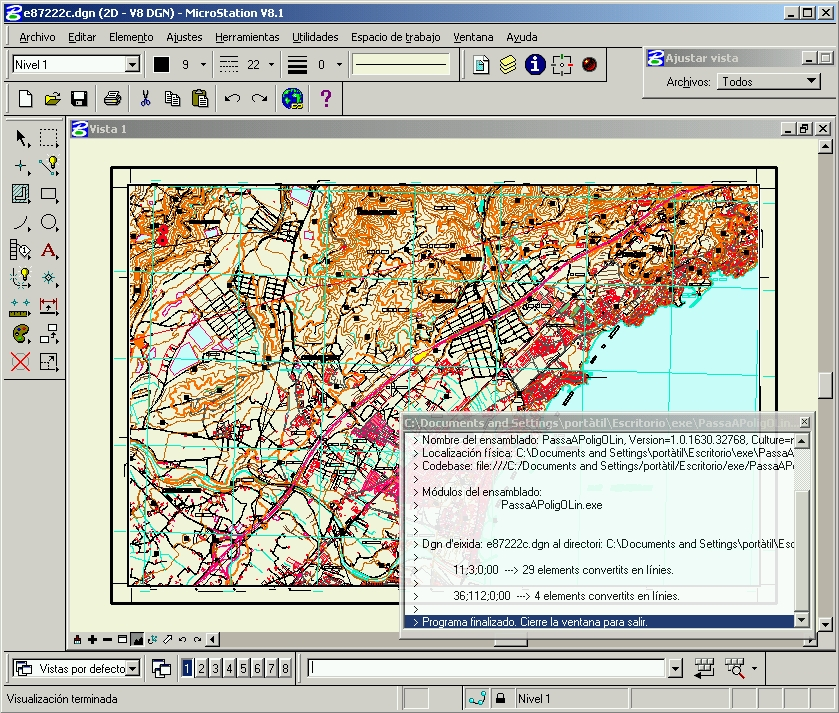 e87222c.dgn (2D - V8 DGN) - MicroStation V8.1
Archivo Editar Elemento Ajustes Herramientas Utilidades Espacio de trabajo Ventana Ayuda
Nivel 1 9 22 0
Ajustar vista
Archivos: Todos
Vista 1
C:\Documents and Settings\portàtil\Escritorio\exe\PassaAPoligOLin...
> Nombre del ensamblado: PassaAPoligOLin, Version=1.0.1630.32768, Culture=
> Localización física: C:\Documents and Settings\portàtil\Escritorio\exe\PassaA
> Codebase: file:///C:/Documents and Settings/portàtil/Escritorio/exe/PassaAP
>
> Módulos del ensamblado:
> PassaAPoligOLin.exe
>
>
> Dgn d'eixida: e87222c.dgn al directori: C:\Documents and Settings\portàtil\Esc
>
> 11;3;0;00 ---> 29 elements convertits en línies.
>
> 36;112;0;00 ---> 4 elements convertits en línies.
>
> Programa finalizado. Cierre la ventana para salir.
Vistas por defecto 1 2 3 4 5 6 7 8
Visualización terminada Nivel 1